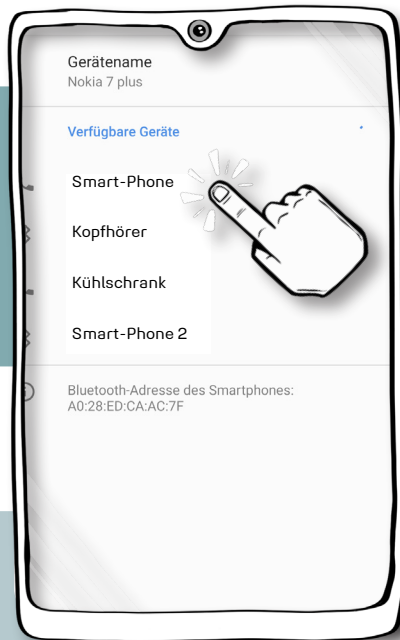 Gerätename
Nokia 7 plus
Verfügbare Geräte
Smart-Phone
Kopfhörer
Kühlschrank
Smart-Phone 2
Bluetooth-Adresse des Smartphones:
A0:28:ED:CA:AC:7F